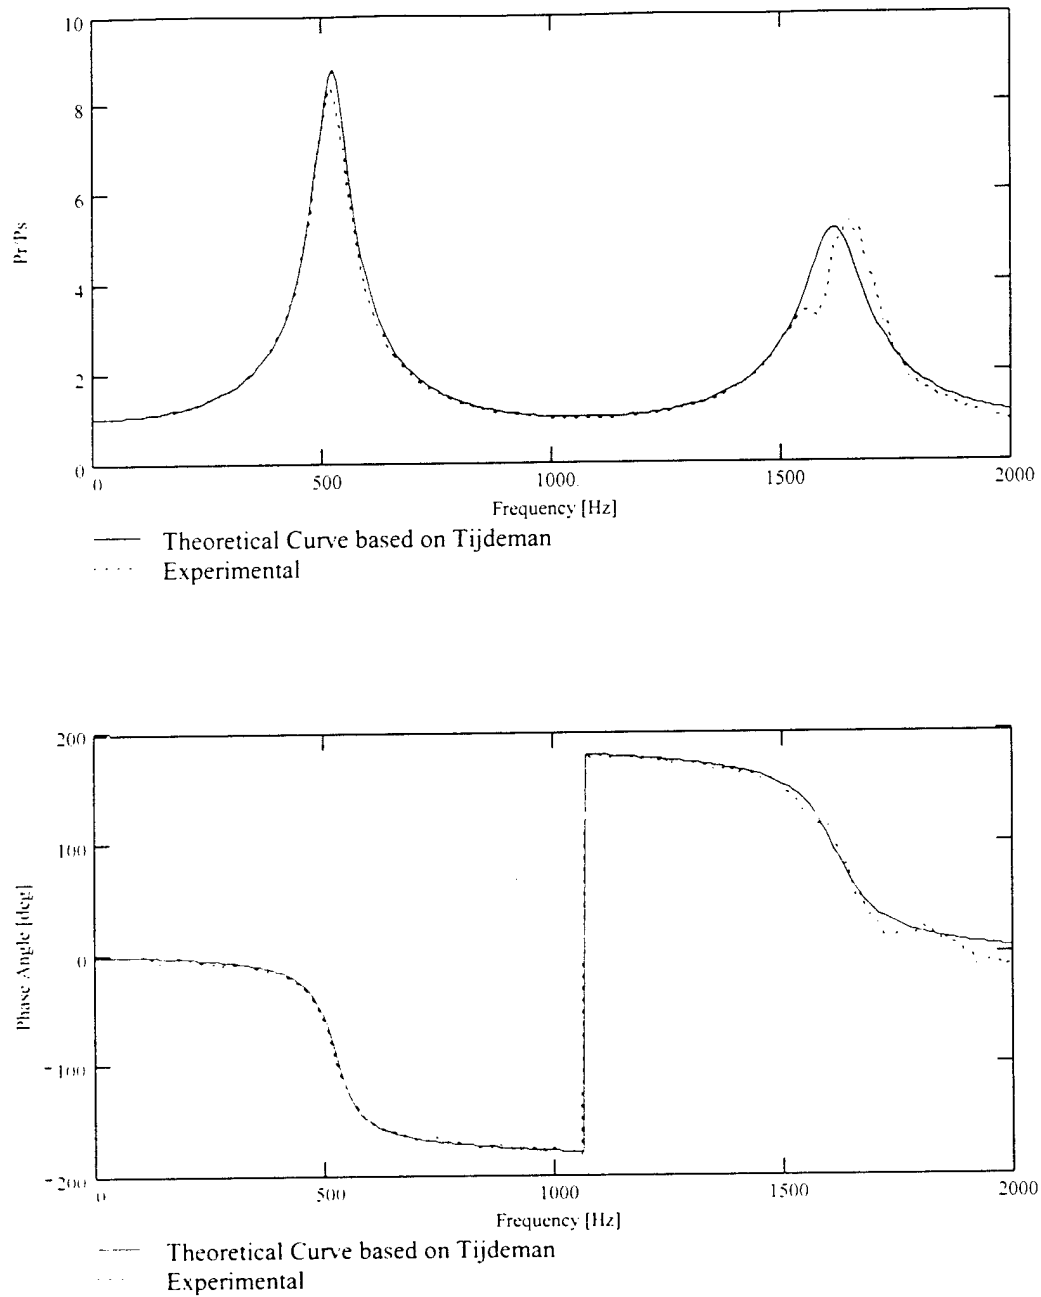 10
8
6
4
2
0
Pr/Ps
0 500 1000 1500 2000
Frequency [Hz]
Theoretical Curve based on Tijdeman
Experimental
200
100
0
-100
-200
Phase Angle [deg]
0 500 1000 1500 2000
Frequency [Hz]
Theoretical Curve based on Tijdeman
Experimental